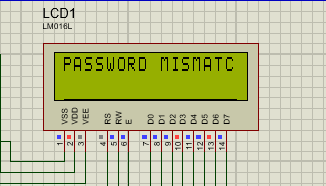 LCD1
LM016L
PASSWORD MISMATC
VSS VDD VEE RS RW E D0 D1 D2 D3 D4 D5 D6 D7
1 2 3 4 5 6 7 8 9 10 11 12 13 14